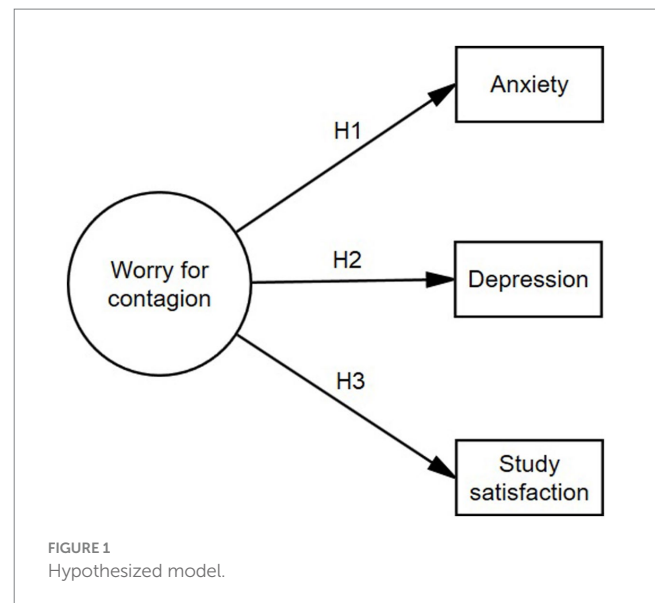 Anxiety
H1
Worry for
contagion
H2
Depression
H3
Study
satisfaction
FIGURE 1
Hypothesized model.